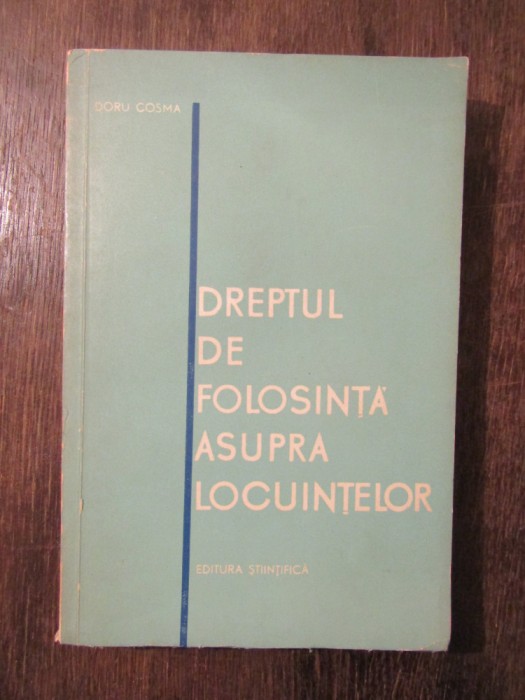 DORU COSMA
DREPTUL
DE
FOLOSINȚĂ
ASUPRA
LOCUINȚELOR
EDITURA ȘTIINȚIFICĂ